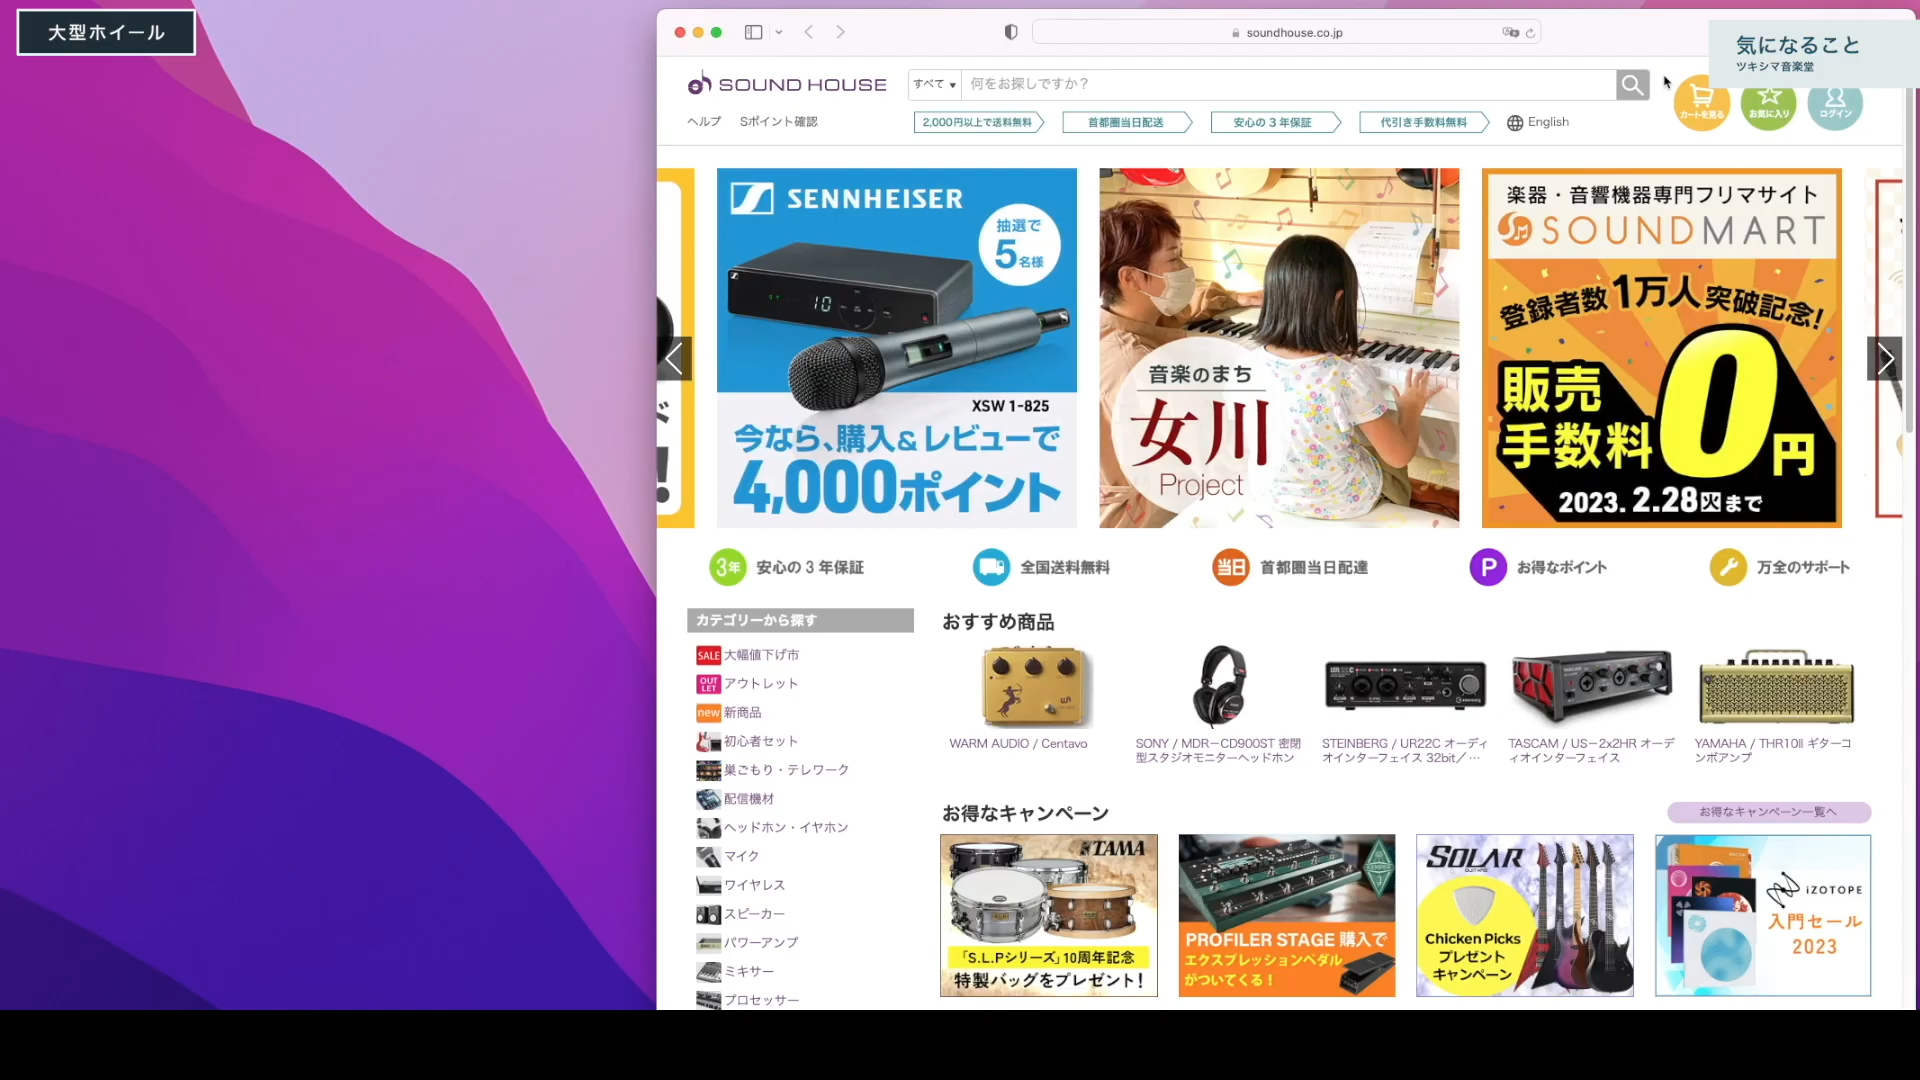 大型ホイール
soundhouse.co.jp
気になること
ツキシマ音楽堂
SOUND HOUSE
すべて
何をお探しですか？
カートを見る
お気に入り
ログイン
ヘルプ
Sポイント確認
2,000円以上で送料無料
首都圏当日配送
安心の３年保証
代引き手数料無料
English
SENNHEISER
抽選で
5名様
XSW 1-825
今なら、購入&レビューで
4,000ポイント
音楽のまち
女川
Project
楽器・音響機器専門フリマサイト
SOUNDMART
登録者数1万人突破記念!
販売
手数料
0円
2023. 2.28火まで
3年 安心の３年保証
全国送料無料
当日 首都圏当日配達
P お得なポイント
万全のサポート
カテゴリーから探す
SALE 大幅値下げ市
OUT LET アウトレット
new 新商品
初心者セット
巣ごもり・テレワーク
配信機材
ヘッドホン・イヤホン
マイク
ワイヤレス
スピーカー
パワーアンプ
ミキサー
プロセッサー
おすすめ商品
WARM AUDIO / Centavo
SONY / MDR－CD900ST 密閉
型スタジオモニターヘッドホン
STEINBERG / UR22C オーディ
オインターフェイス 32bit／…
TASCAM / US－2x2HR オーデ
ィオインターフェイス
YAMAHA / THR10II ギターコ
ンボアンプ
お得なキャンペーン
お得なキャンペーン一覧へ
TAMA
「S.L.Pシリーズ」10周年記念
特製バッグをプレゼント！
PROFILER STAGE 購入で
エクスプレッションペダル
がついてくる！
SOLAR
GUITARS
Chicken Picks
プレゼント
キャンペーン
iZOTOPE
入門セール
2023